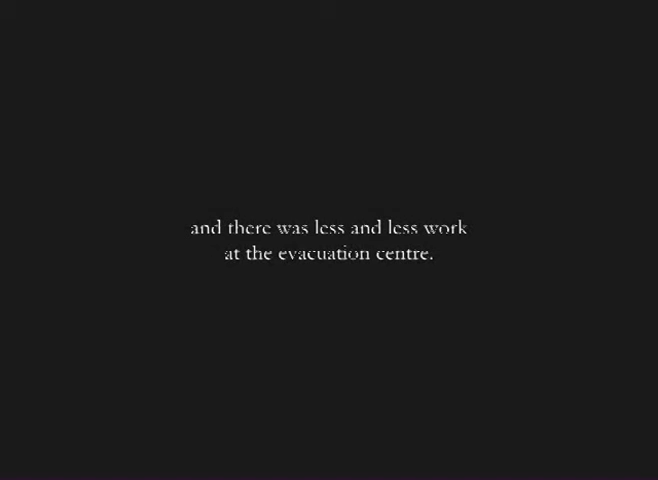 and there was less and less work
at the evacuation centre.